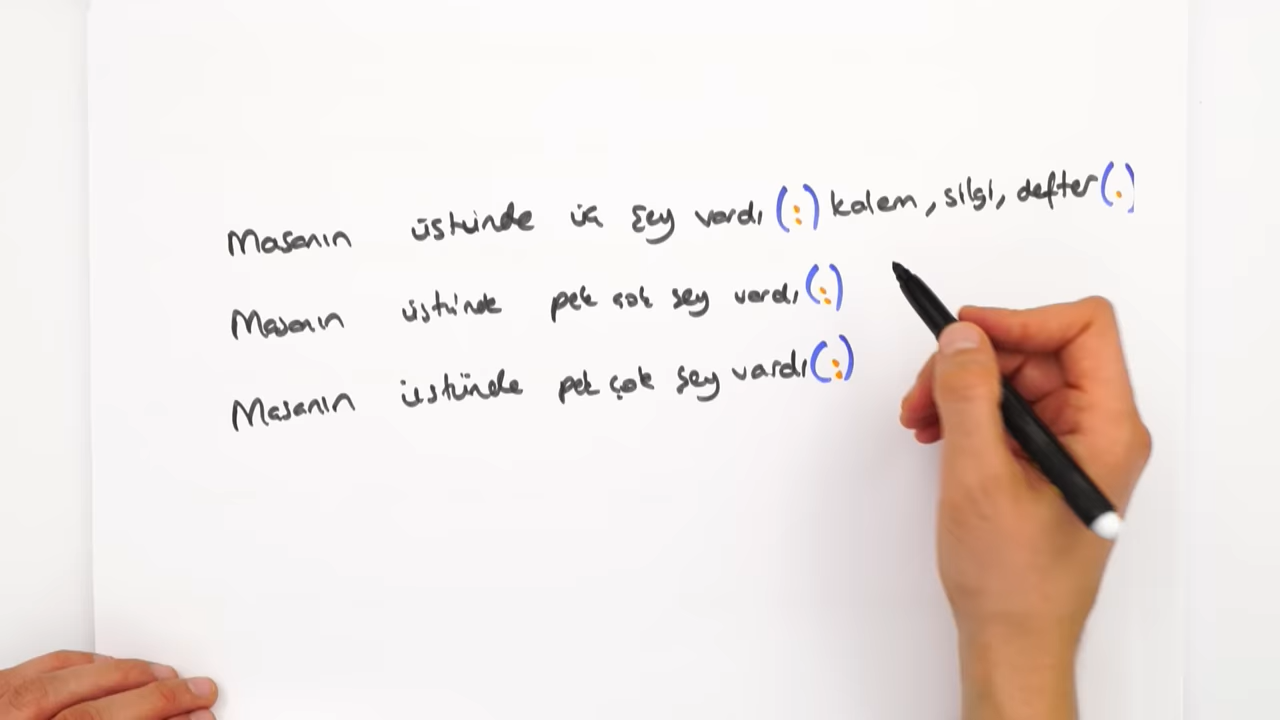 Masanın üstünde üç şey vardı (:) kalem, silgi, defter (.)
Masanın üstünde pek çok şey vardı (:)
Masanın üstünde pek çok şey vardı (:)